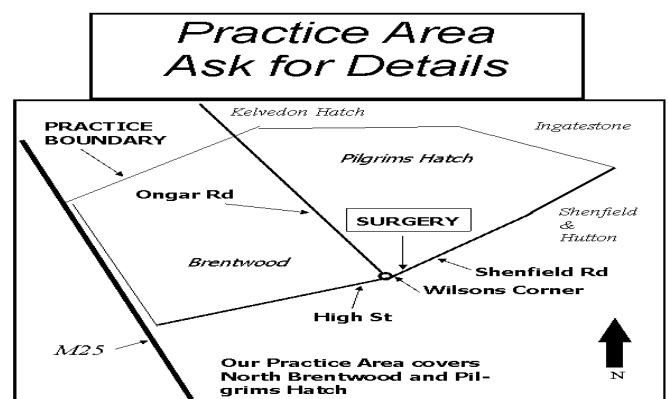 Practice Area
Ask for Details
Kelvedon Hatch
PRACTICE
BOUNDARY
Ingatestone
Pilgrims Hatch
Ongar Rd
SURGERY
Shenfield
&
Hutton
Brentwood
Shenfield Rd
Wilsons Corner
High St
M25
Our Practice Area covers
North Brentwood and Pil-
grims Hatch
N